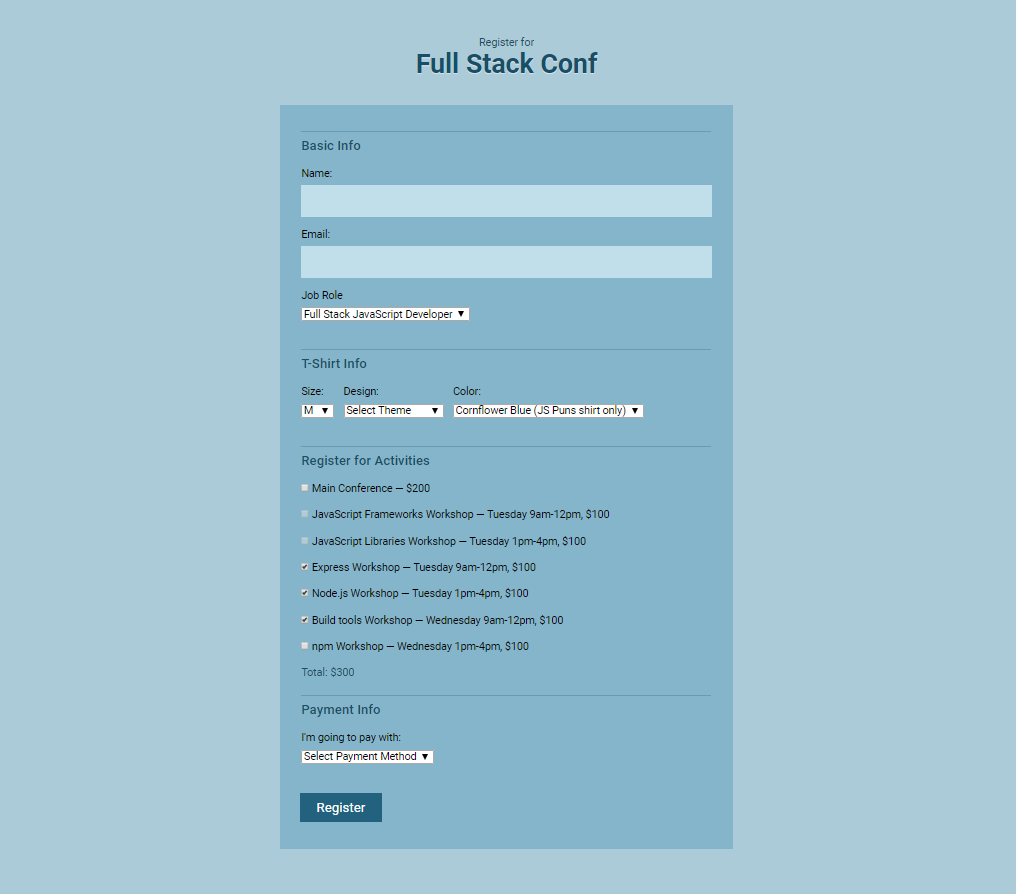 Register for
Full Stack Conf
Basic Info
Name:
Email:
Job Role
Full Stack JavaScript Developer ▼
T-Shirt Info
Size: Design: Color:
M ▼ Select Theme ▼ Cornflower Blue (JS Puns shirt only) ▼
Register for Activities
Main Conference — $200
JavaScript Frameworks Workshop — Tuesday 9am-12pm, $100
JavaScript Libraries Workshop — Tuesday 1pm-4pm, $100
Express Workshop — Tuesday 9am-12pm, $100
Node.js Workshop — Tuesday 1pm-4pm, $100
Build tools Workshop — Wednesday 9am-12pm, $100
npm Workshop — Wednesday 1pm-4pm, $100
Total: $300
Payment Info
I'm going to pay with:
Select Payment Method ▼
Register